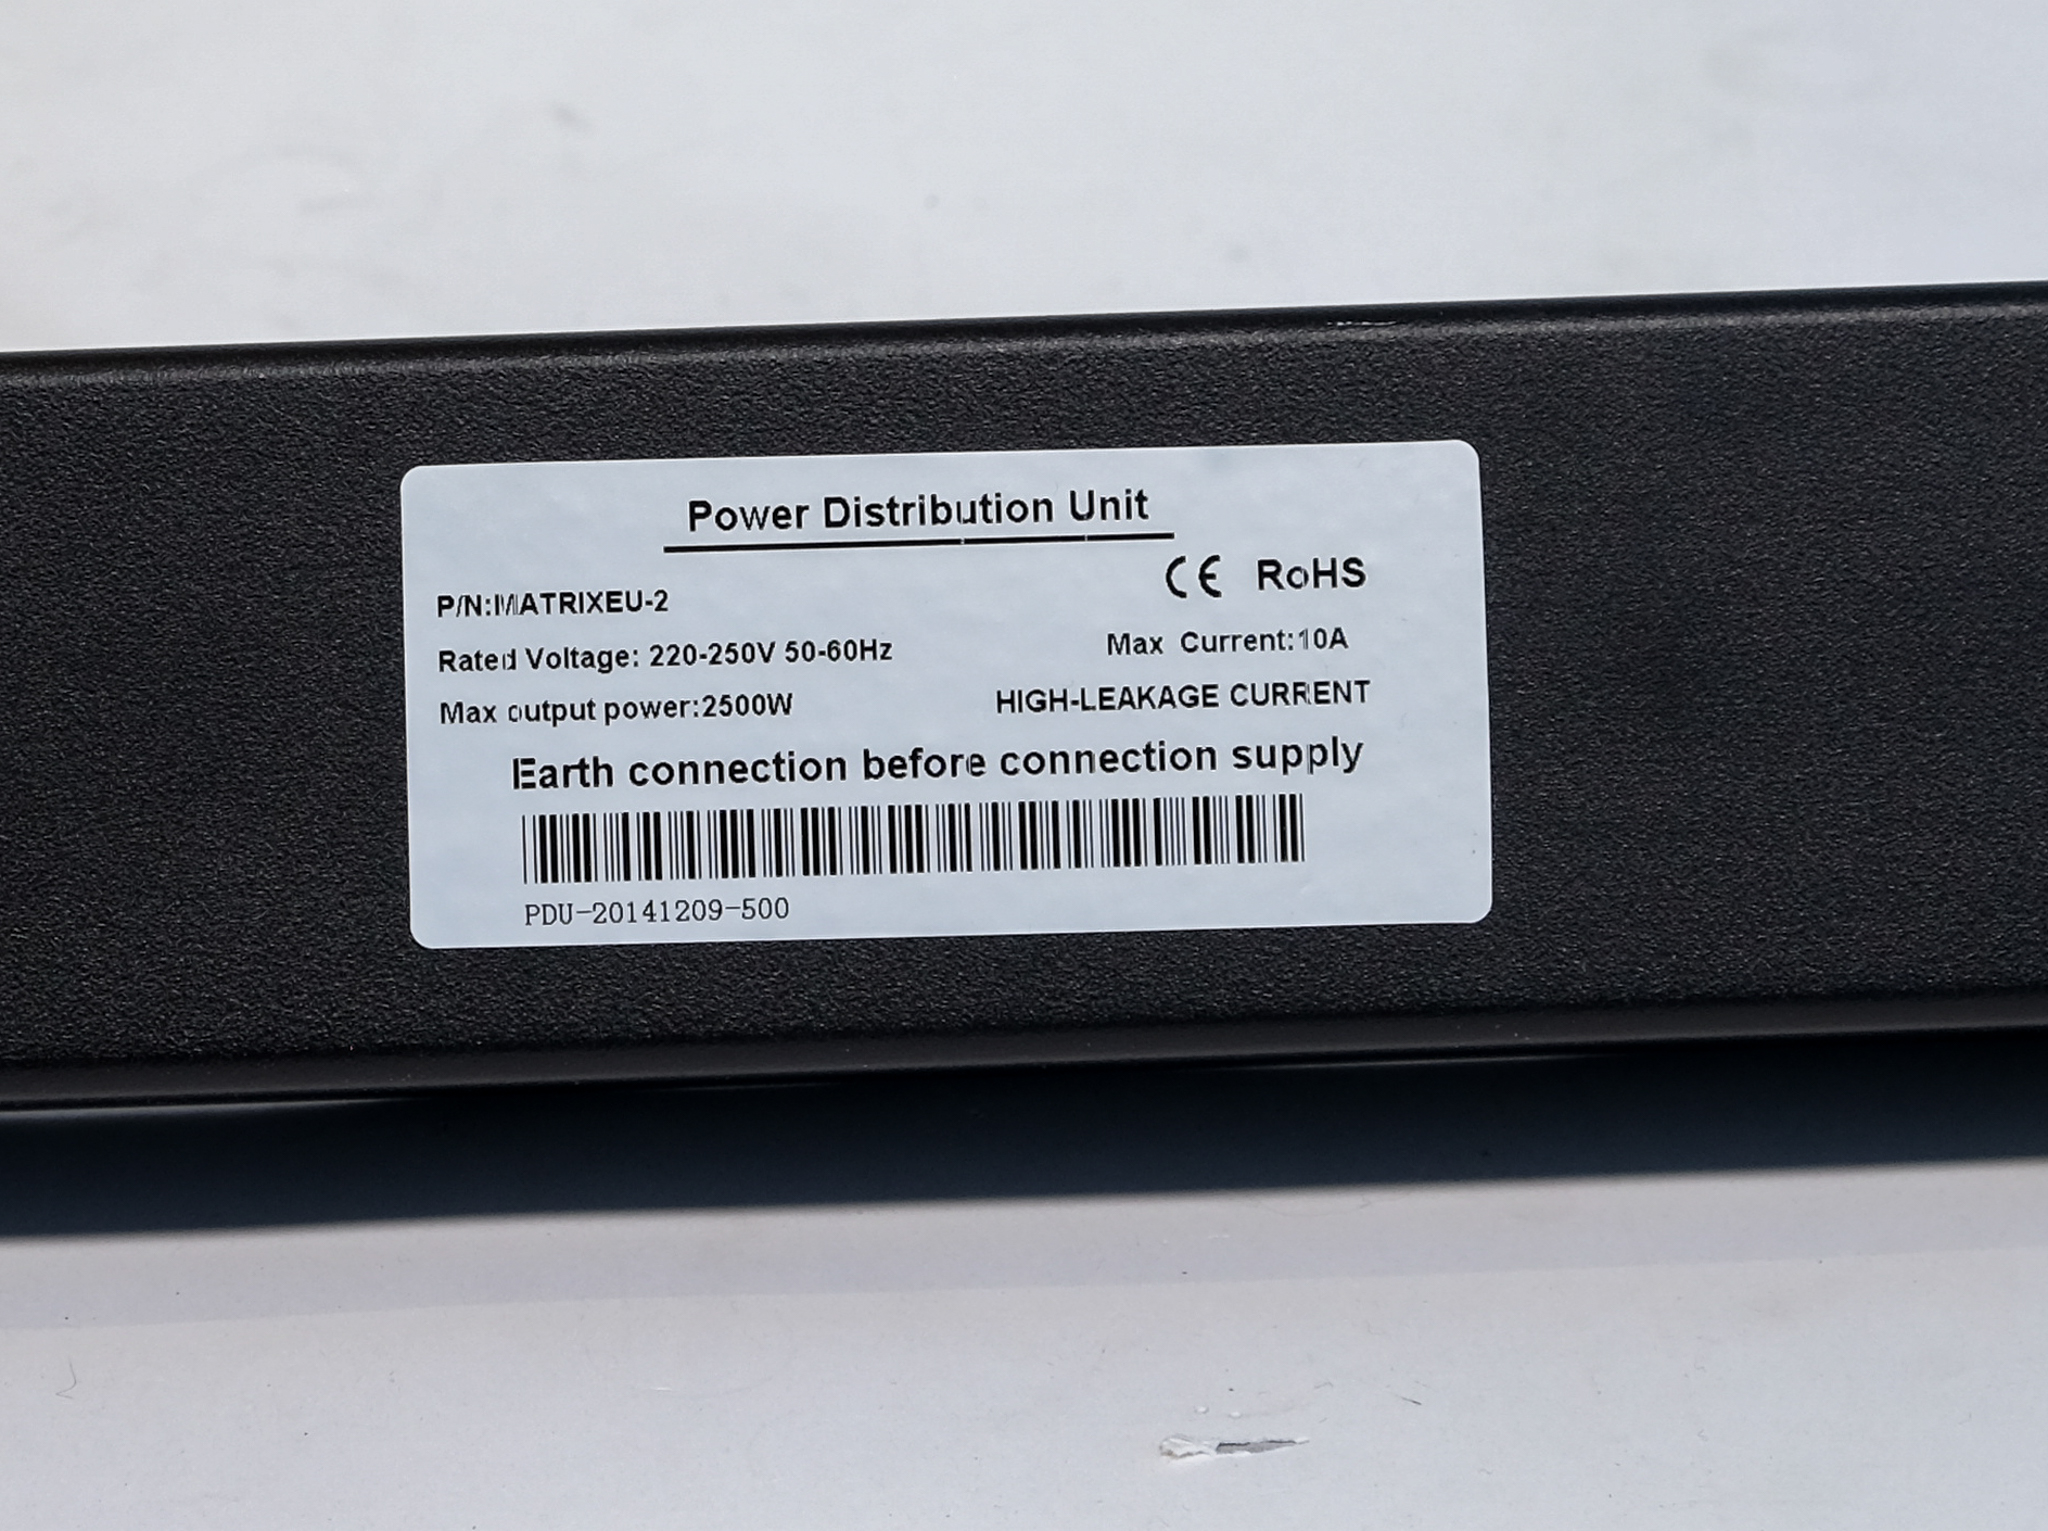 Power Distribution Unit
CE RoHS
P/N:MATRIXEU-2
Rated Voltage: 220-250V 50-60Hz
Max Current:10A
Max output power:2500W
HIGH-LEAKAGE CURRENT
Earth connection before connection supply
PDU-20141209-500